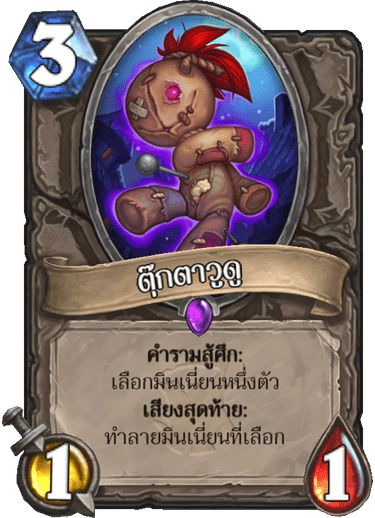 3
ตุ๊กตาวูดู
คำรามสู้ศึก:
เลือกมินเนี่ยนหนึ่งตัว
เสียงสุดท้าย:
ทำลายมินเนี่ยนที่เลือก
1
1